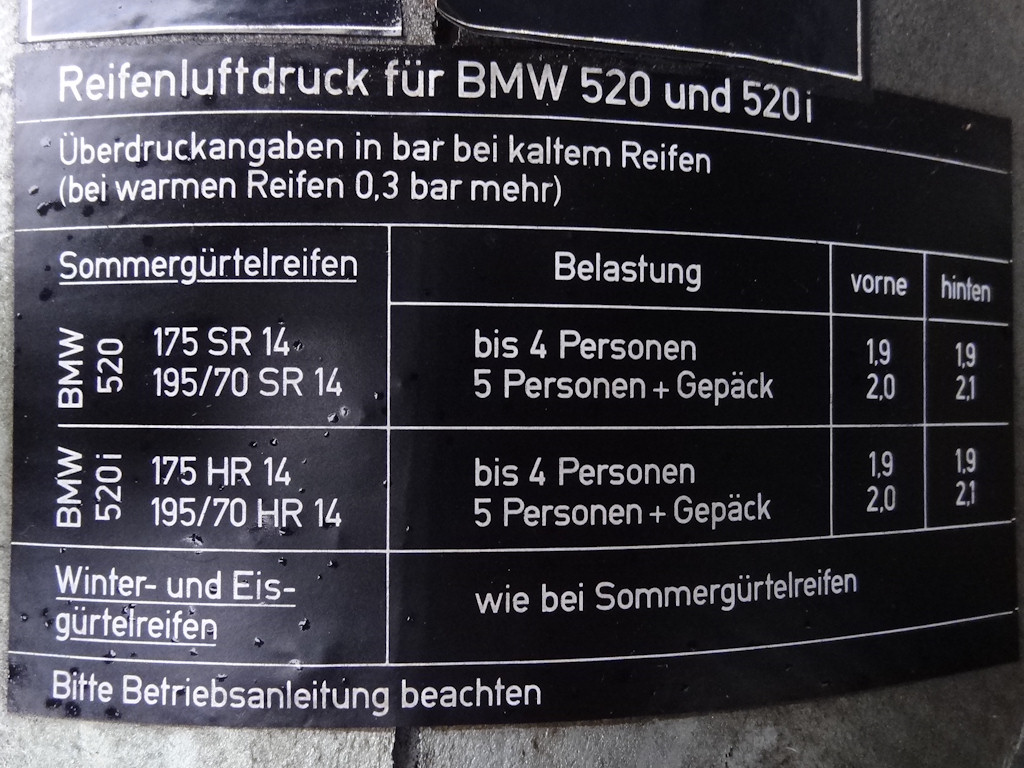 Reifenluftdruck für BMW 520 und 520i
Überdruckangaben in bar bei kaltem Reifen
(bei warmen Reifen 0,3 bar mehr)
Sommergürtelreifen Belastung vorne hinten
BMW 520 175 SR 14 bis 4 Personen 1,9 1,9
195/70 SR 14 5 Personen + Gepäck 2,0 2,1
BMW 520i 175 HR 14 bis 4 Personen 1,9 1,9
195/70 HR 14 5 Personen + Gepäck 2,0 2,1
Winter- und Eis-
gürtelreifen
wie bei Sommergürtelreifen
Bitte Betriebsanleitung beachten